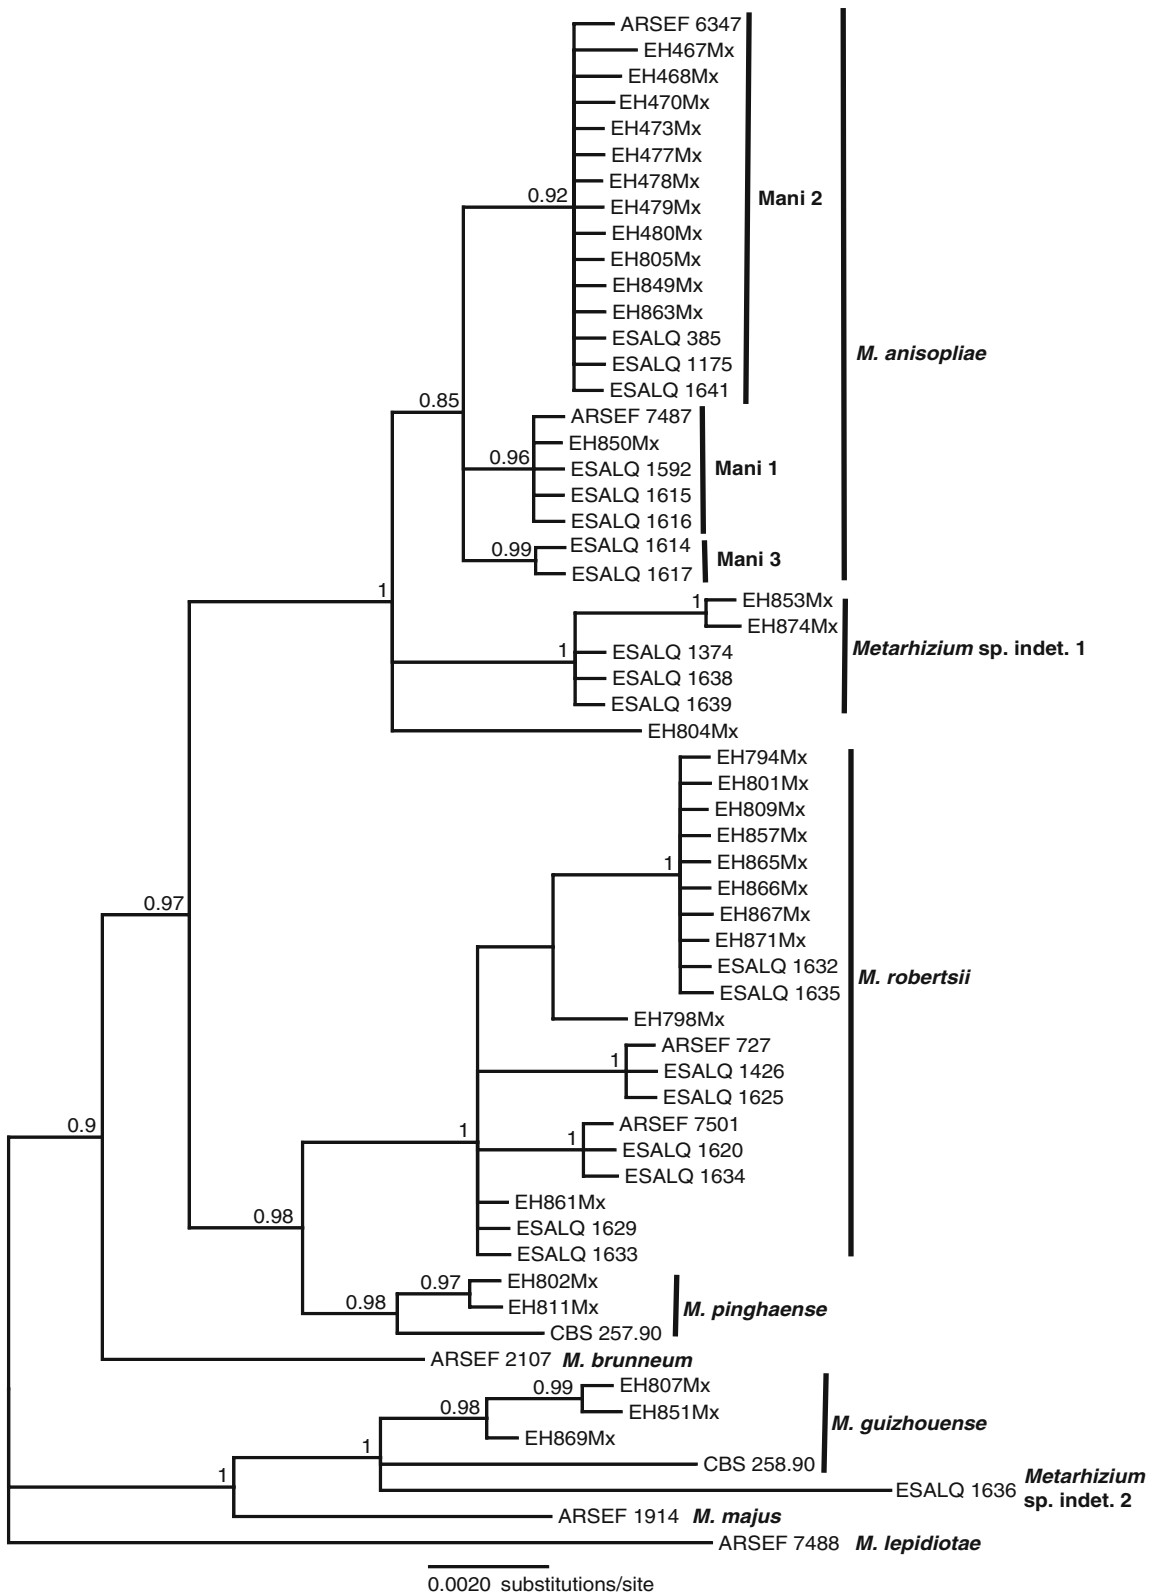 ARSEF 6347
EH467Mx
EH468Mx
EH470Mx
EH473Mx
EH477Mx
EH478Mx
0.92
EH479Mx
Mani 2
EH480Mx
EH805Mx
EH849Mx
EH863Mx
ESALQ 385
M. anisopliae
ESALQ 1175
ESALQ 1641
0.85
ARSEF 7487
EH850Mx
0.96
ESALQ 1592
Mani 1
ESALQ 1615
ESALQ 1616
0.99
ESALQ 1614
Mani 3
ESALQ 1617
1
1
EH853Mx
EH874Mx
1
ESALQ 1374
Metarhizium sp. indet. 1
ESALQ 1638
ESALQ 1639
EH804Mx
EH794Mx
EH801Mx
EH809Mx
EH857Mx
1
EH865Mx
EH866Mx
0.97
EH867Mx
EH871Mx
ESALQ 1632
M. robertsii
ESALQ 1635
EH798Mx
ARSEF 727
1
ESALQ 1426
ESALQ 1625
0.9
1
ARSEF 7501
1
ESALQ 1620
ESALQ 1634
EH861Mx
0.98
ESALQ 1629
ESALQ 1633
0.97
EH802Mx
0.98
EH811Mx
M. pinghaense
CBS 257.90
ARSEF 2107 M. brunneum
0.99
EH807Mx
0.98
EH851Mx
M. guizhouense
EH869Mx
1
CBS 258.90
1
ESALQ 1636
Metarhizium
sp. indet. 2
ARSEF 1914 M. majus
ARSEF 7488 M. lepidiotae
0.0020 substitutions/site